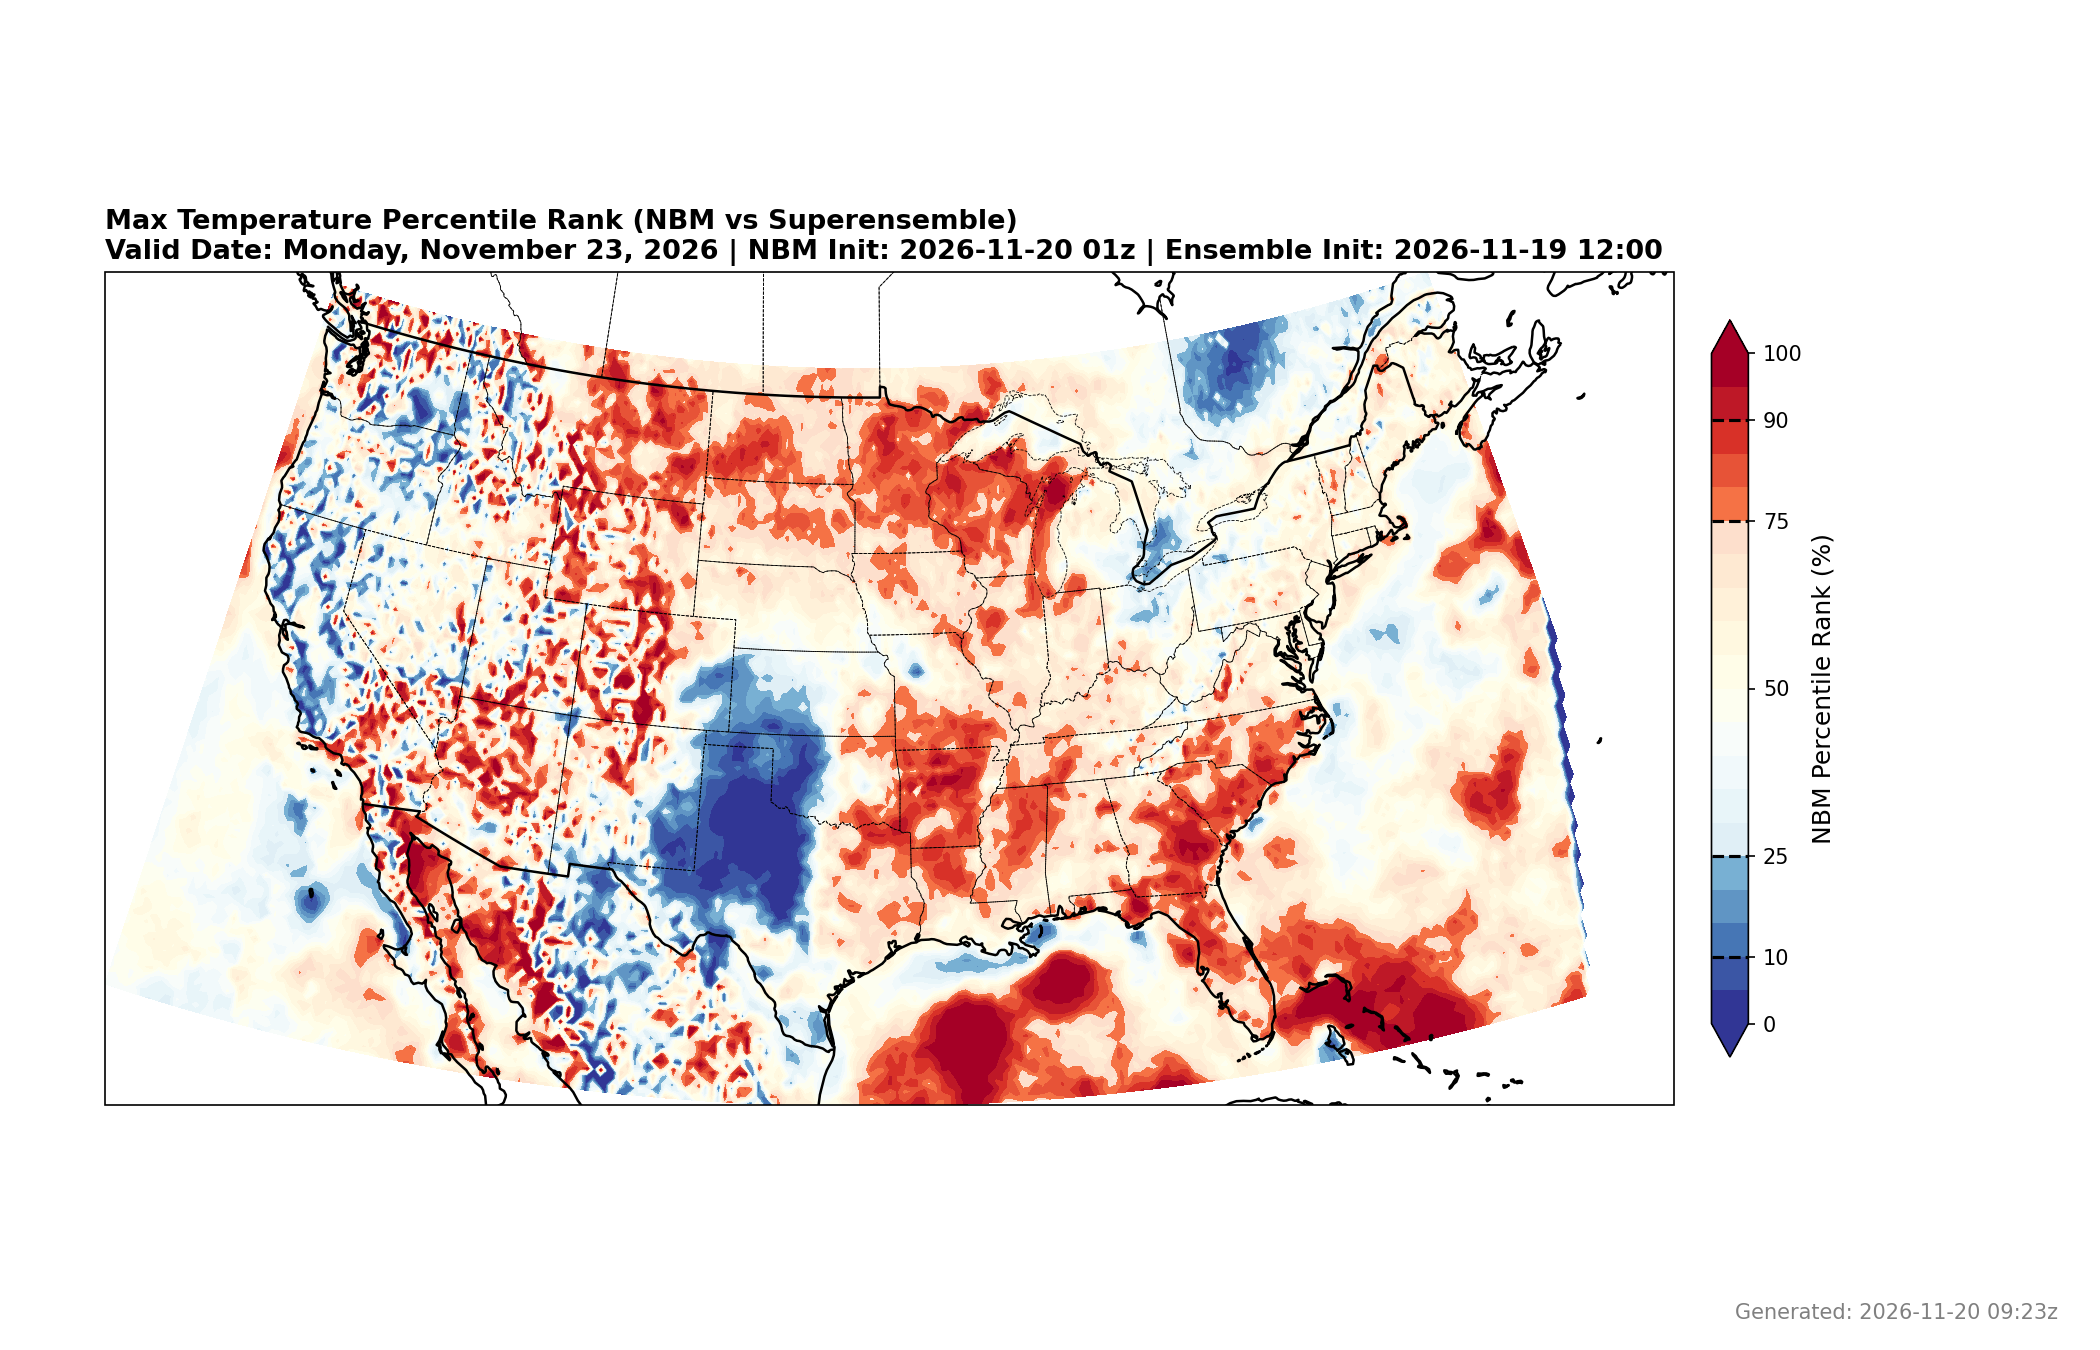 Max Temperature Percentile Rank (NBM vs Superensemble)
Valid Date: Monday, November 23, 2026 | NBM Init: 2026-11-20 01z | Ensemble Init: 2026-11-19 12:00
100
90
75
50
25
10
0
NBM Percentile Rank (%)
Generated: 2026-11-20 09:23z